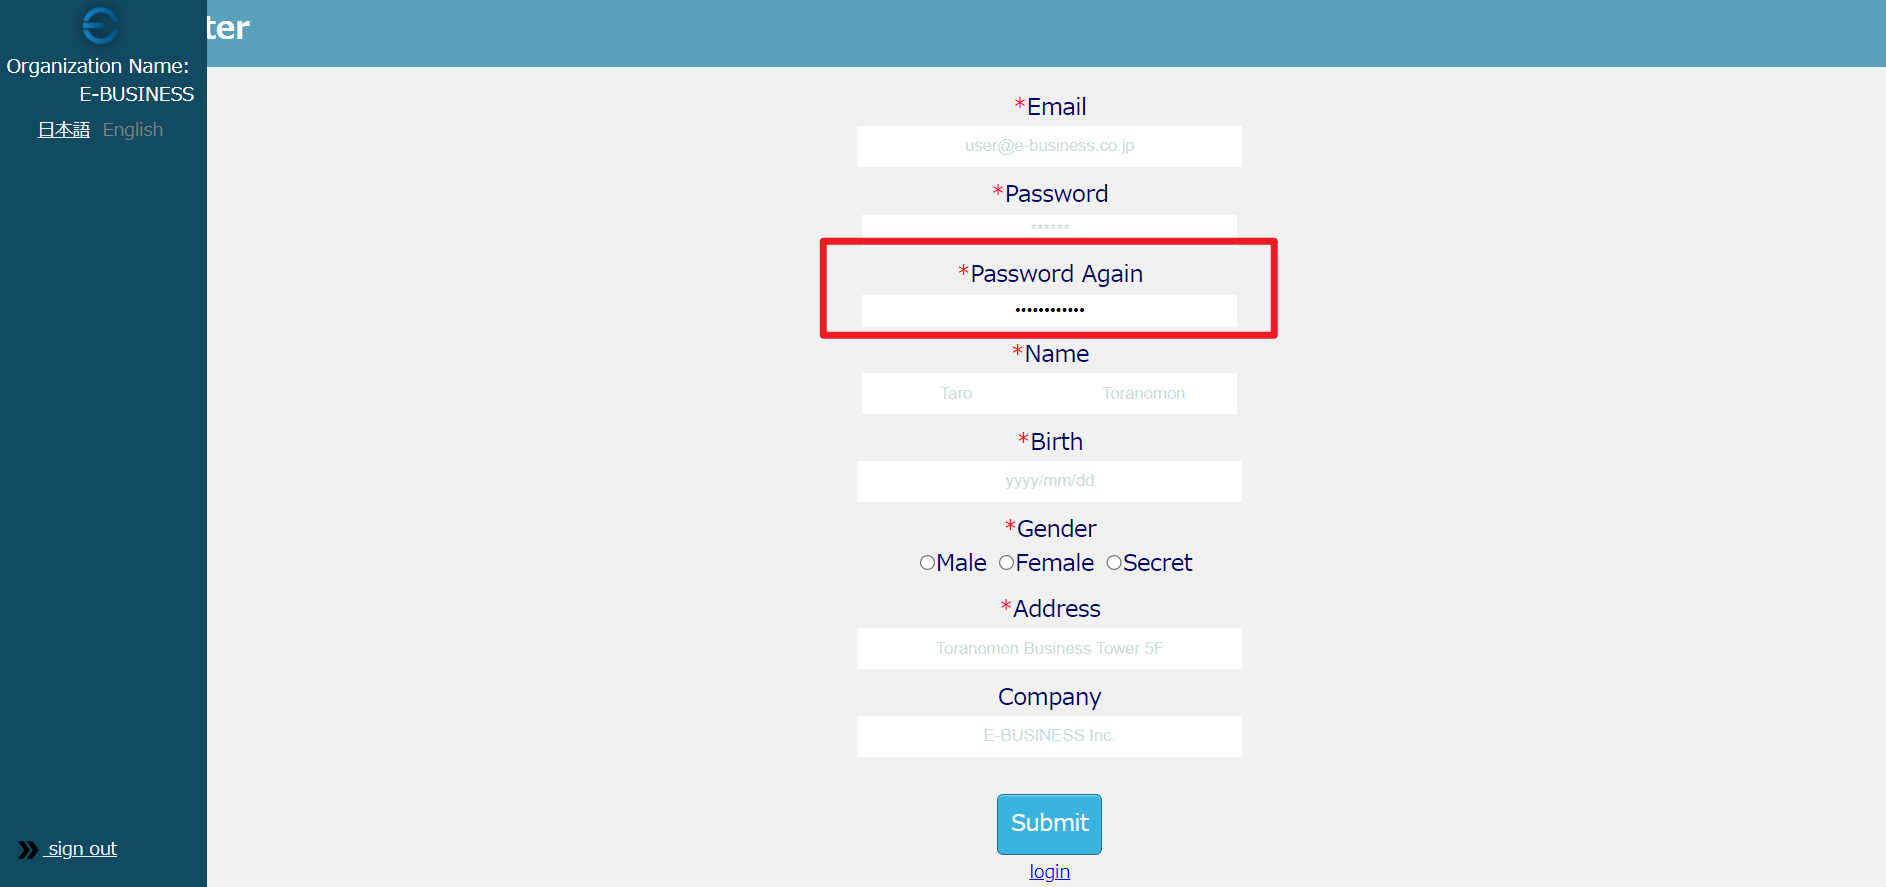 ter
Organization Name:
E-BUSINESS
日本語 English
*Email
user@e-business.co.jp
*Password
******
*Password Again
••••••••••••
*Name
Taro Toranomon
*Birth
yyyy/mm/dd
*Gender
Male Female Secret
*Address
Toranomon Business Tower 5F
Company
E-BUSINESS Inc.
Submit
login
sign out